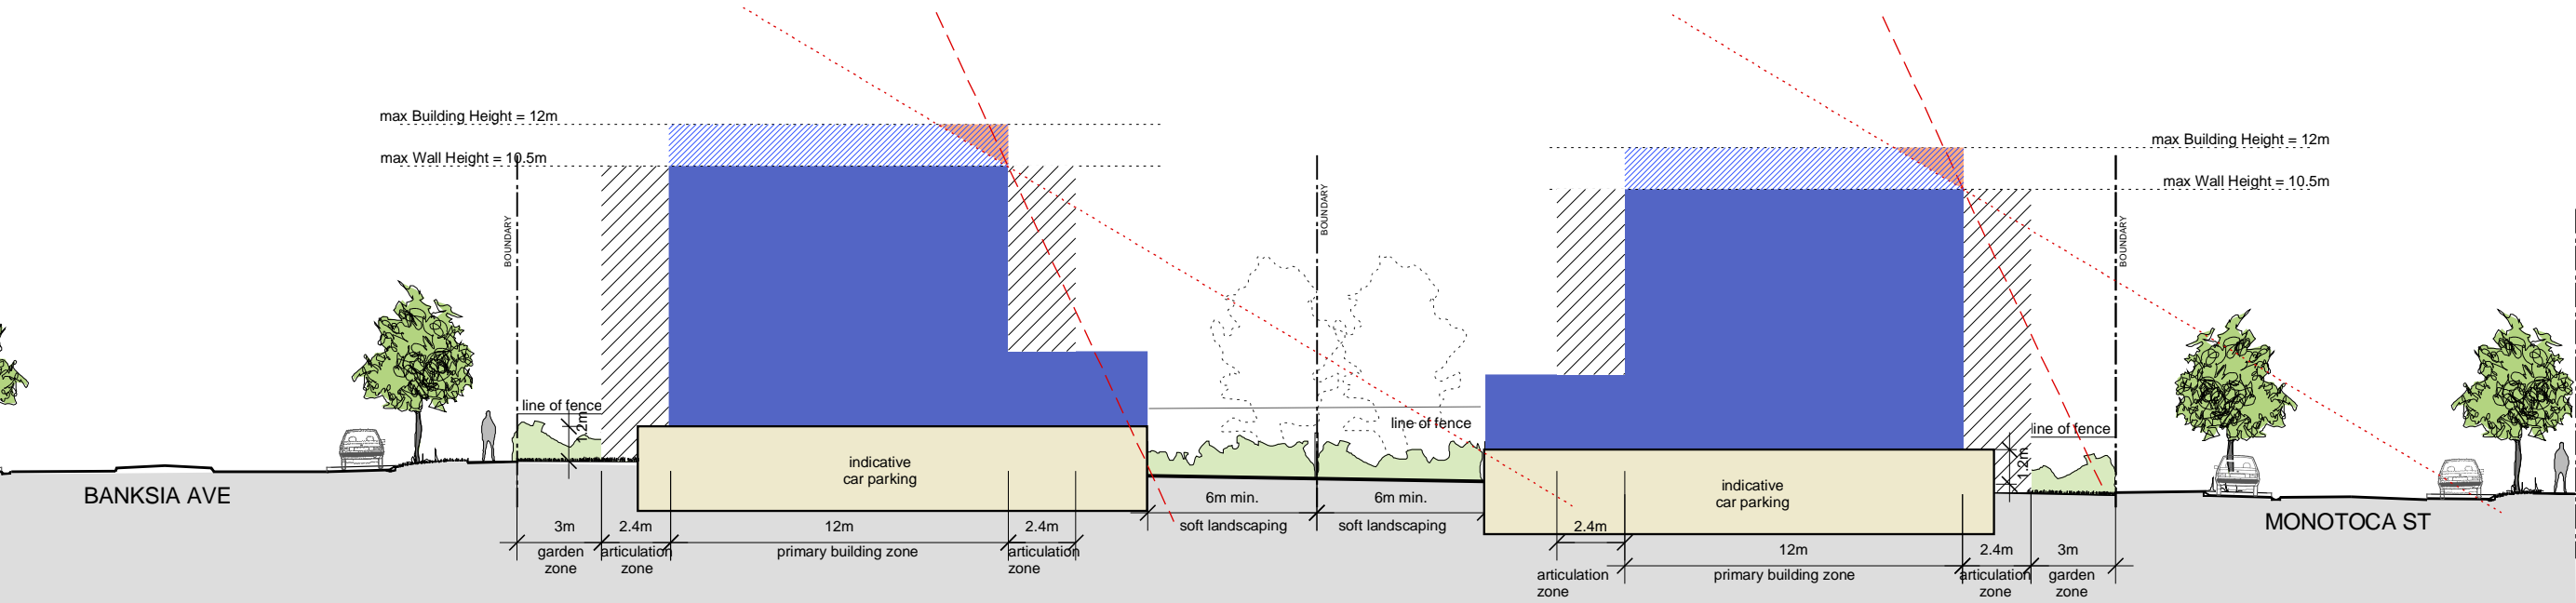 max Building Height = 12m
max Wall Height = 10.5m
max Building Height = 12m
max Wall Height = 10.5m
BOUNDARY
BOUNDARY
BOUNDARY
line of fence
1.2m
line of fence
line of fence
1.2m
indicative
car parking
indicative
car parking
BANKSIA AVE
MONOTOCA ST
6m min.
soft landscaping
6m min.
soft landscaping
3m
garden
zone
2.4m
articulation
zone
12m
primary building zone
2.4m
articulation
zone
2.4m
articulation
zone
12m
primary building zone
2.4m
articulation
zone
3m
garden
zone